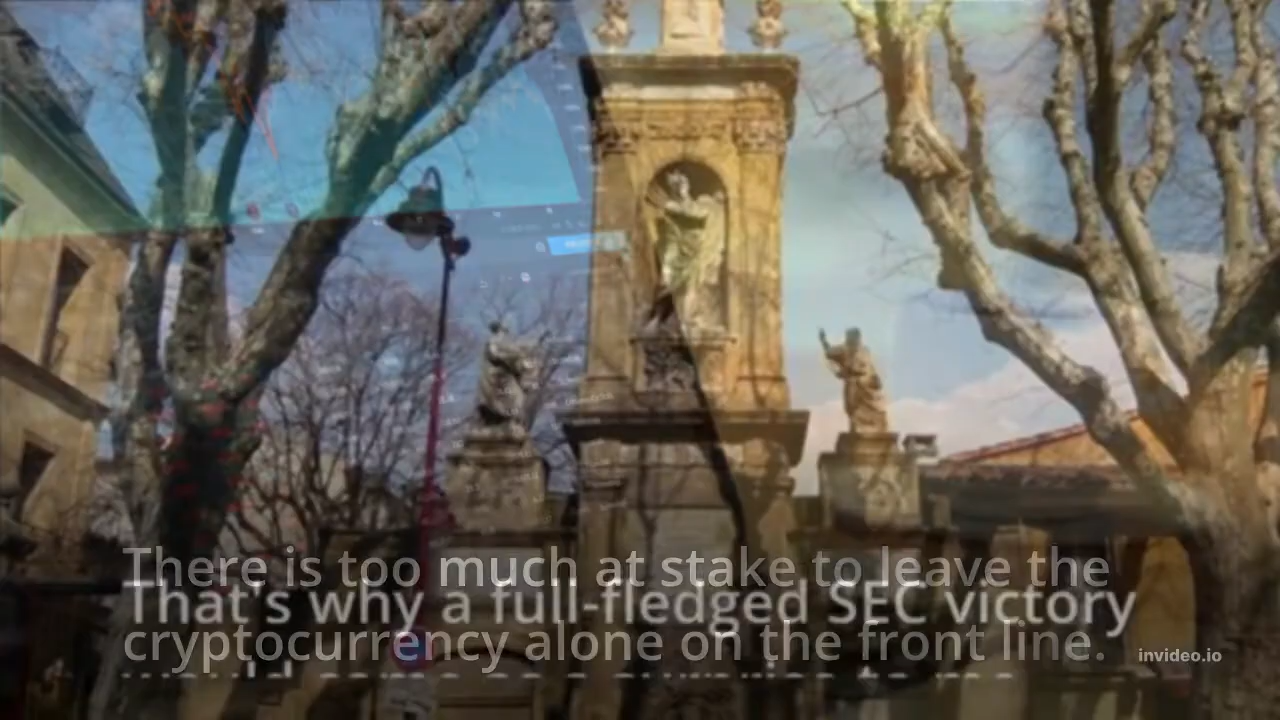 There is too much at stake to leave the
That's why a full-fledged SEC victory
cryptocurrency alone on the front line.
invideo.io